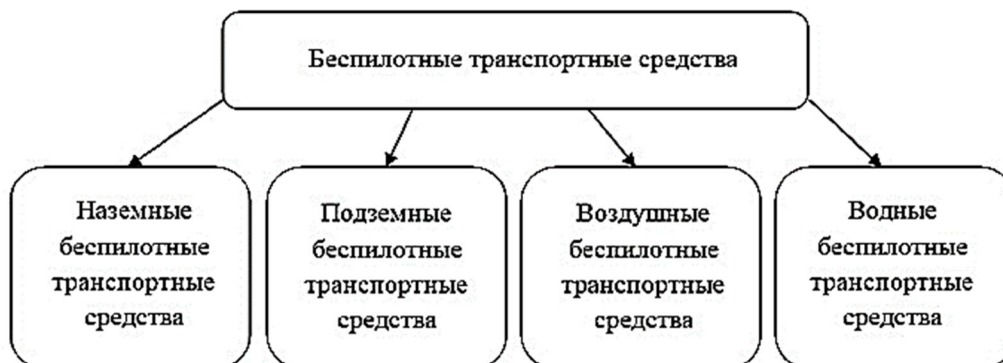 Беспилотные транспортные средства
Наземные
беспилотные
транспортные
средства
Подземные
беспилотные
транспортные
средства
Воздушные
беспилотные
транспортные
средства
Водные
беспилотные
транспортные
средства